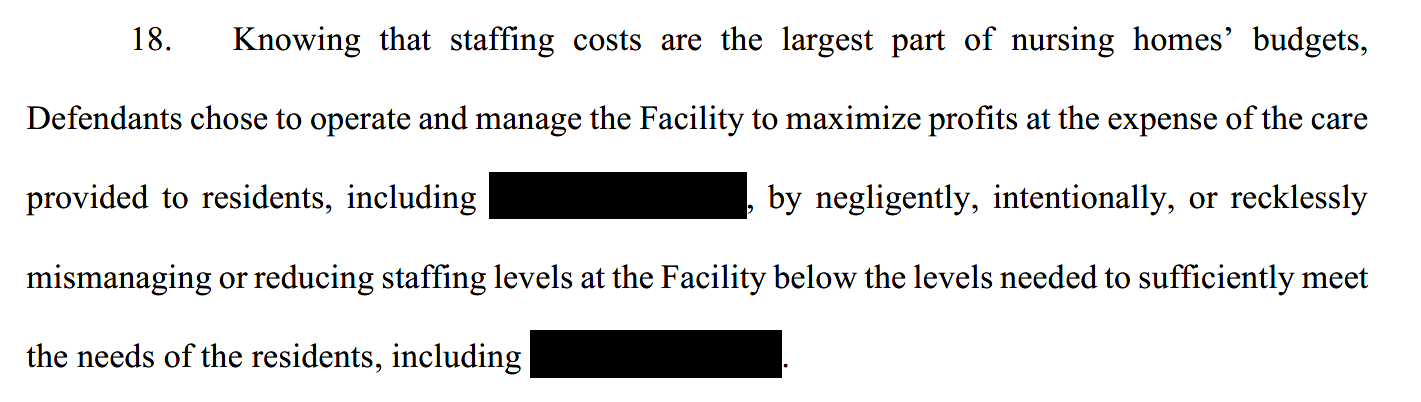 18. Knowing that staffing costs are the largest part of nursing homes’ budgets,
Defendants chose to operate and manage the Facility to maximize profits at the expense of the care
provided to residents, including , by negligently, intentionally, or recklessly
mismanaging or reducing staffing levels at the Facility below the levels needed to sufficiently meet
the needs of the residents, including .